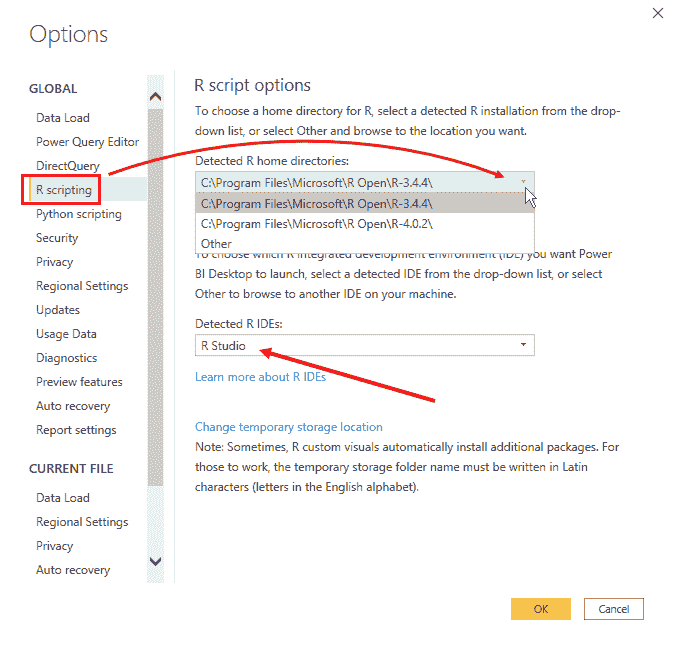 Options
GLOBAL
Data Load
Power Query Editor
DirectQuery
R scripting
Python scripting
Security
Privacy
Regional Settings
Updates
Usage Data
Diagnostics
Preview features
Auto recovery
Report settings
CURRENT FILE
Data Load
Regional Settings
Privacy
Auto recovery
R script options
To choose a home directory for R, select a detected R installation from the drop-
down list, or select Other and browse to the location you want.
Detected R home directories:
C:\Program Files\Microsoft\R Open\R-3.4.4\
C:\Program Files\Microsoft\R Open\R-3.4.4\
C:\Program Files\Microsoft\R Open\R-4.0.2\
Other
To choose which R integrated development environment (IDE) you want Power
BI Desktop to launch, select a detected IDE from the drop-down list, or select
Other to browse to another IDE on your machine.
Detected R IDEs:
R Studio
Learn more about R IDEs
Change temporary storage location
Note: Sometimes, R custom visuals automatically install additional packages. For
those to work, the temporary storage folder name must be written in Latin
characters (letters in the English alphabet).
OK
Cancel